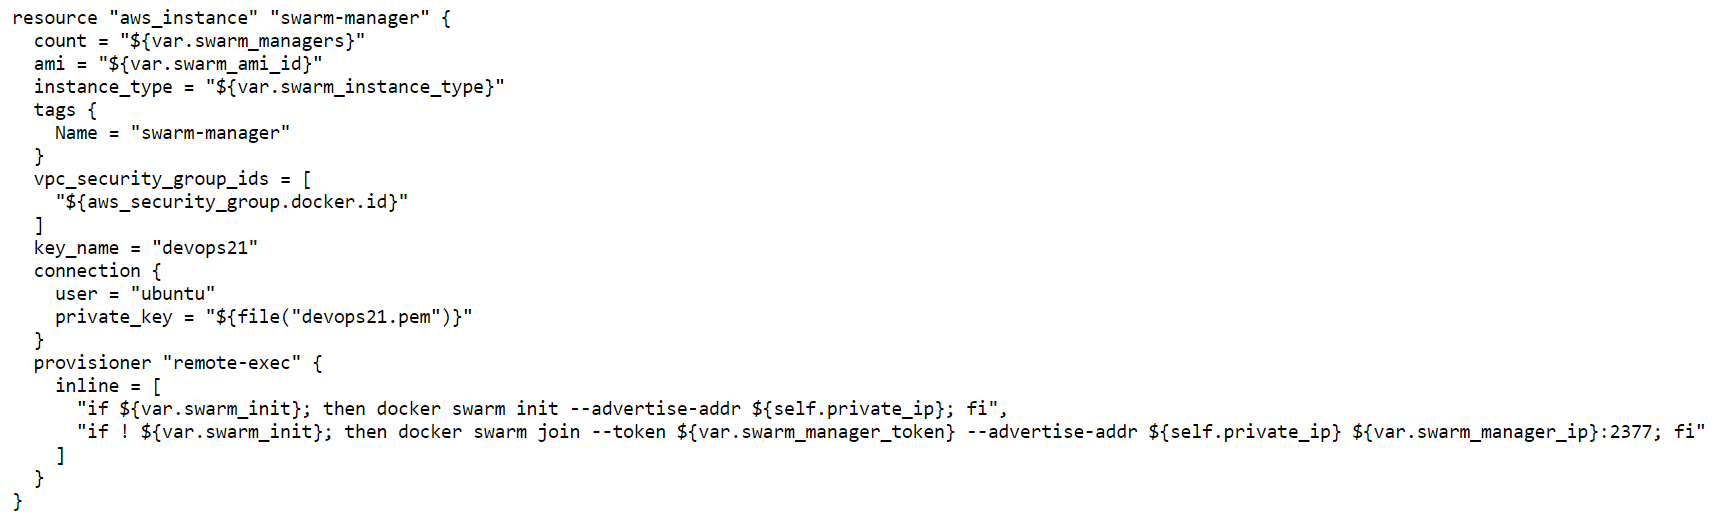 resource "aws_instance" "swarm-manager" {
  count = "${var.swarm_managers}"
  ami = "${var.swarm_ami_id}"
  instance_type = "${var.swarm_instance_type}"
  tags {
    Name = "swarm-manager"
  }
  vpc_security_group_ids = [
    "${aws_security_group.docker.id}"
  ]
  key_name = "devops21"
  connection {
    user = "ubuntu"
    private_key = "${file("devops21.pem")}"
  }
  provisioner "remote-exec" {
    inline = [
      "if ${var.swarm_init}; then docker swarm init --advertise-addr ${self.private_ip}; fi",
      "if ! ${var.swarm_init}; then docker swarm join --token ${var.swarm_manager_token} --advertise-addr ${self.private_ip} ${var.swarm_manager_ip}:2377; fi"
    ]
  }
}